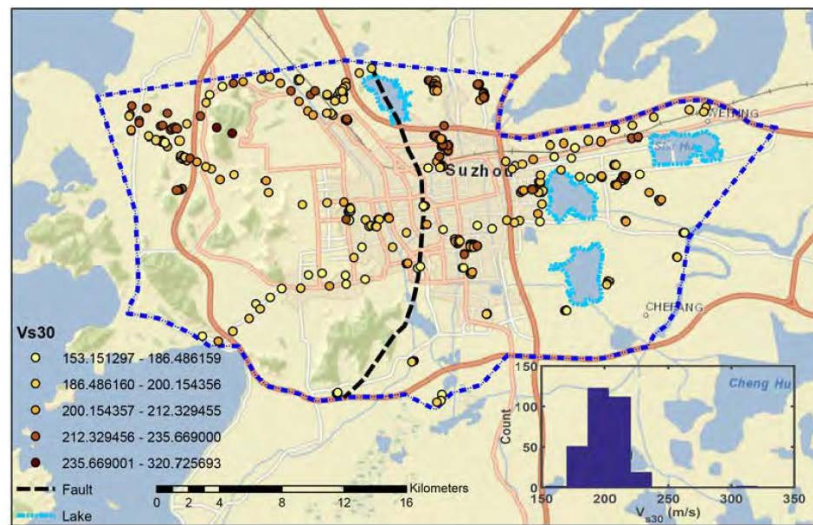 WEITING
Suzhou
CHEFANG
Vs30
153.151297 - 186.486159
186.486160 - 200.154356
200.154357 - 212.329455
212.329456 - 235.669000
235.669001 - 320.725693
Fault
Lake
Kilometers
0 2 4 8 12 16
Cheng Hu
150
100
50
0
Count
150 200 250 300 350
V_s30 (m/s)